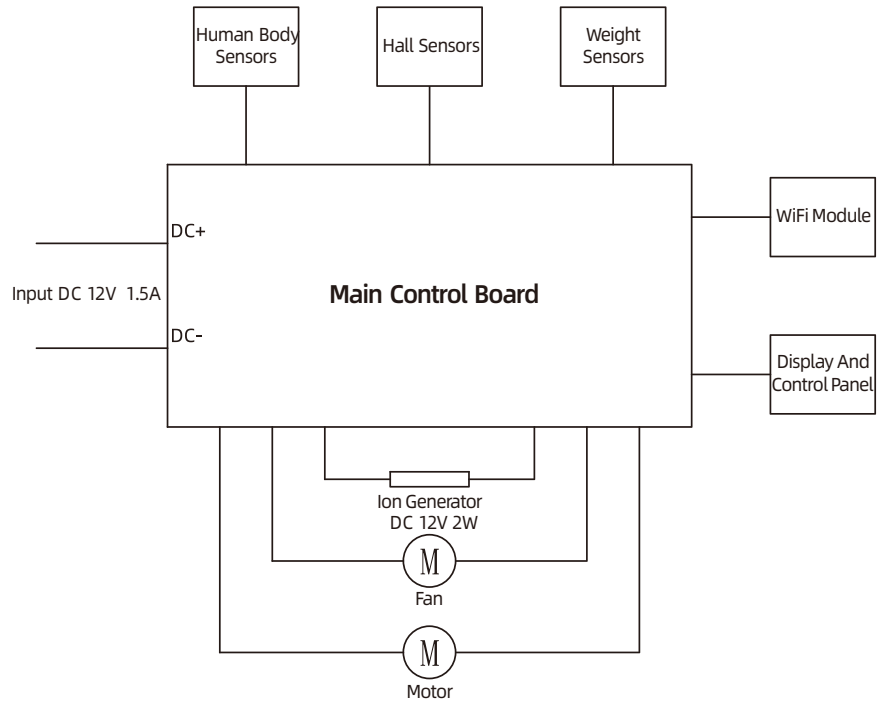 Human Body
Sensors
Hall Sensors
Weight
Sensors
DC+
WiFi Module
Input DC 12V 1.5A
Main Control Board
DC-
Display And
Control Panel
Ion Generator
DC 12V 2W
M
Fan
M
Motor